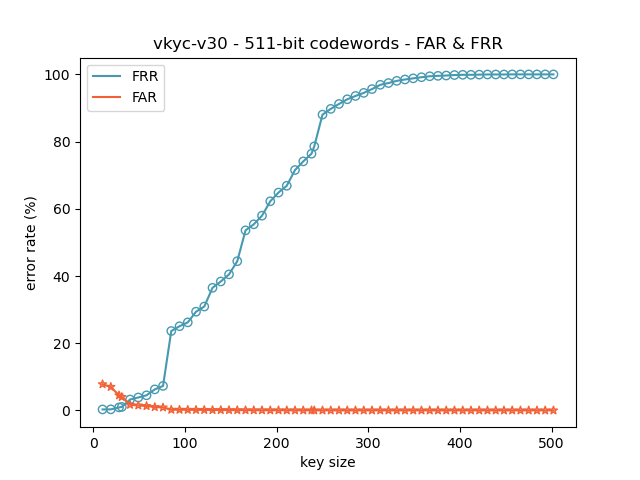 vkyc-v30 - 511-bit codewords - FAR & FRR
FRR
FAR
100
80
60
40
20
0
error rate (%)
0 100 200 300 400 500
key size